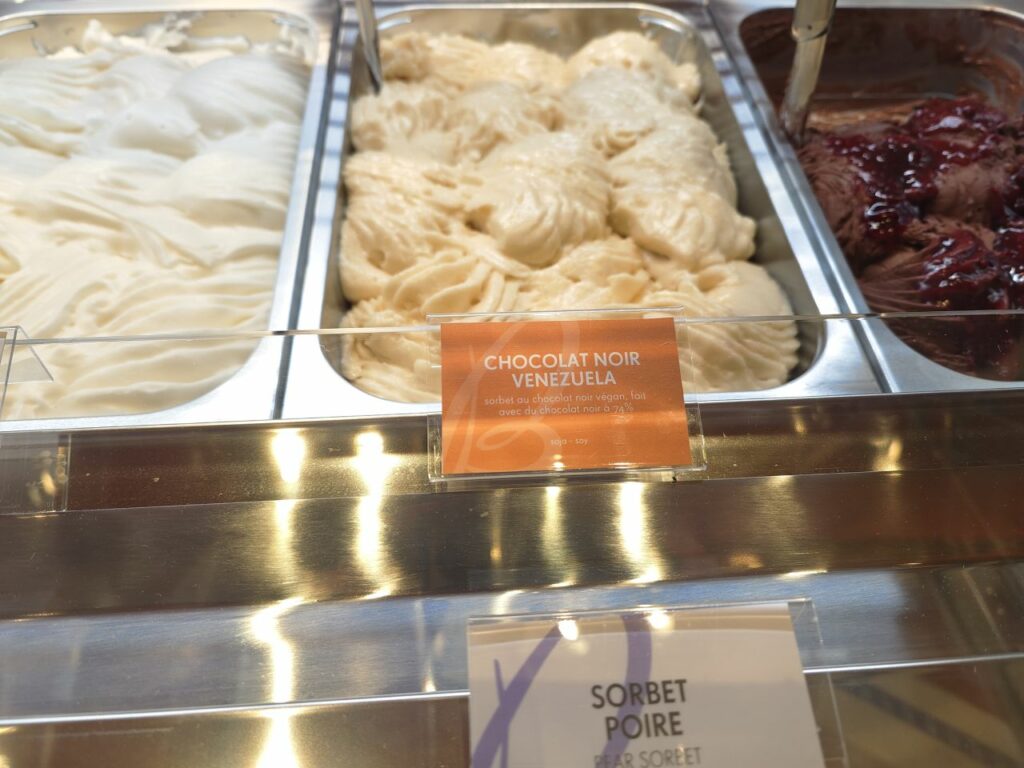 CHOCOLAT NOIR
VENEZUELA
sorbet au chocolat noir végan, fait
avec du chocolat noir à 74%
soja - soy
SORBET
POIRE
PEAR SORBET